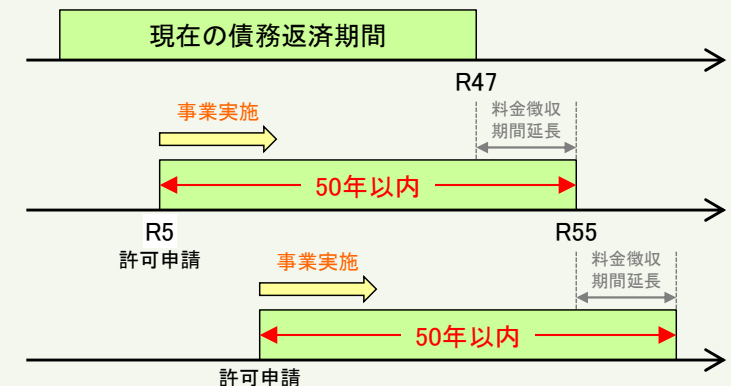 現在の債務返済期間
R47
事業実施
料金徴収
期間延長
50年以内
R5
R55
許可申請
事業実施
料金徴収
期間延長
50年以内
許可申請